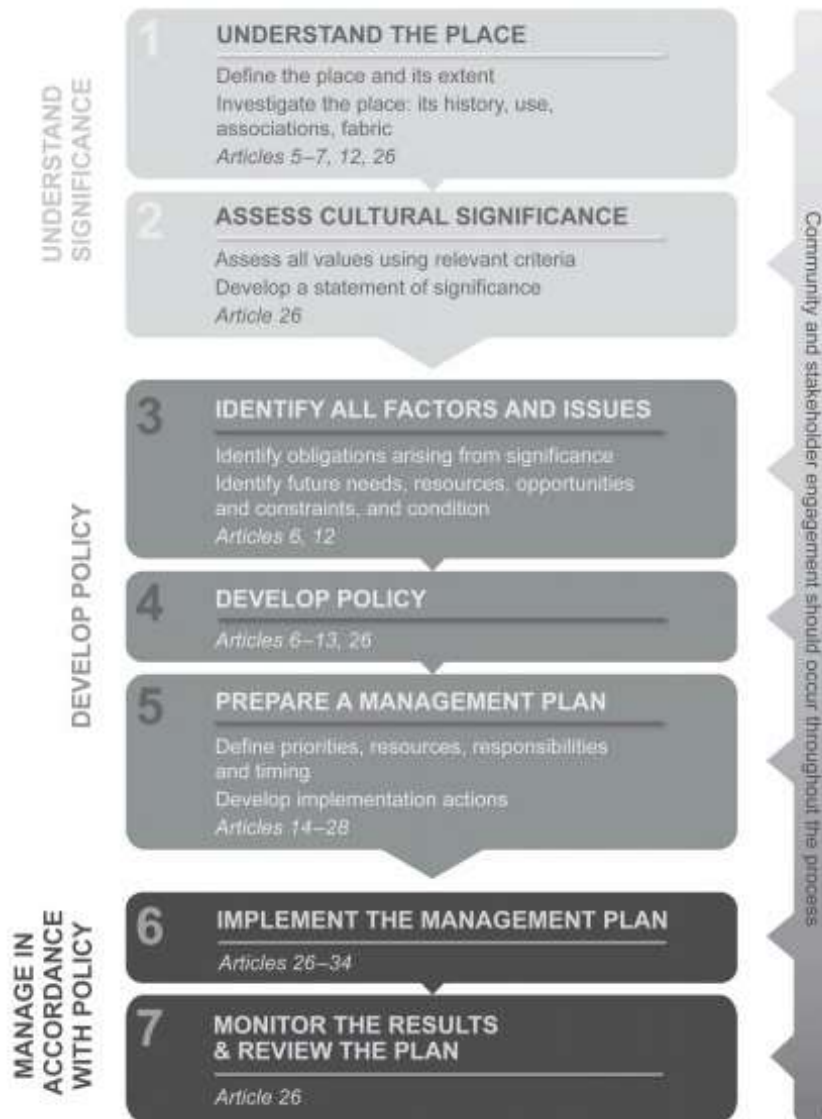 UNDERSTAND
SIGNIFICANCE
1
UNDERSTAND THE PLACE
Define the place and its extent
Investigate the place: its history, use,
associations, fabric
Articles 5–7, 12, 26
2
ASSESS CULTURAL SIGNIFICANCE
Assess all values using relevant criteria
Develop a statement of significance
Article 26
DEVELOP POLICY
3
IDENTIFY ALL FACTORS AND ISSUES
Identify obligations arising from significance
Identify future needs, resources, opportunities
and constraints, and condition
Articles 6, 12
4
DEVELOP POLICY
Articles 6–13, 26
5
PREPARE A MANAGEMENT PLAN
Define priorities, resources, responsibilities
and timing
Develop implementation actions
Articles 14–28
MANAGE IN
ACCORDANCE
WITH POLICY
6
IMPLEMENT THE MANAGEMENT PLAN
Articles 26–34
7
MONITOR THE RESULTS
& REVIEW THE PLAN
Article 26
Community and stakeholder engagement should occur throughout the process